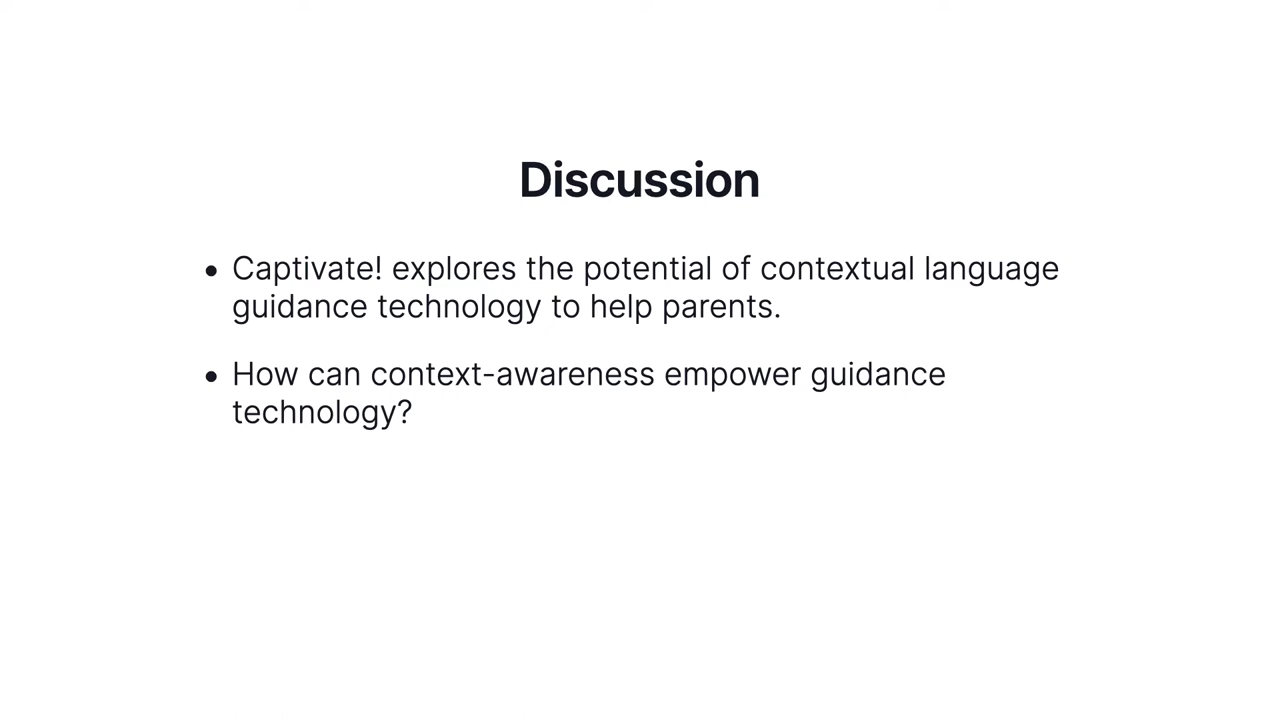 Discussion
• Captivate! explores the potential of contextual language
guidance technology to help parents.
• How can context-awareness empower guidance
technology?